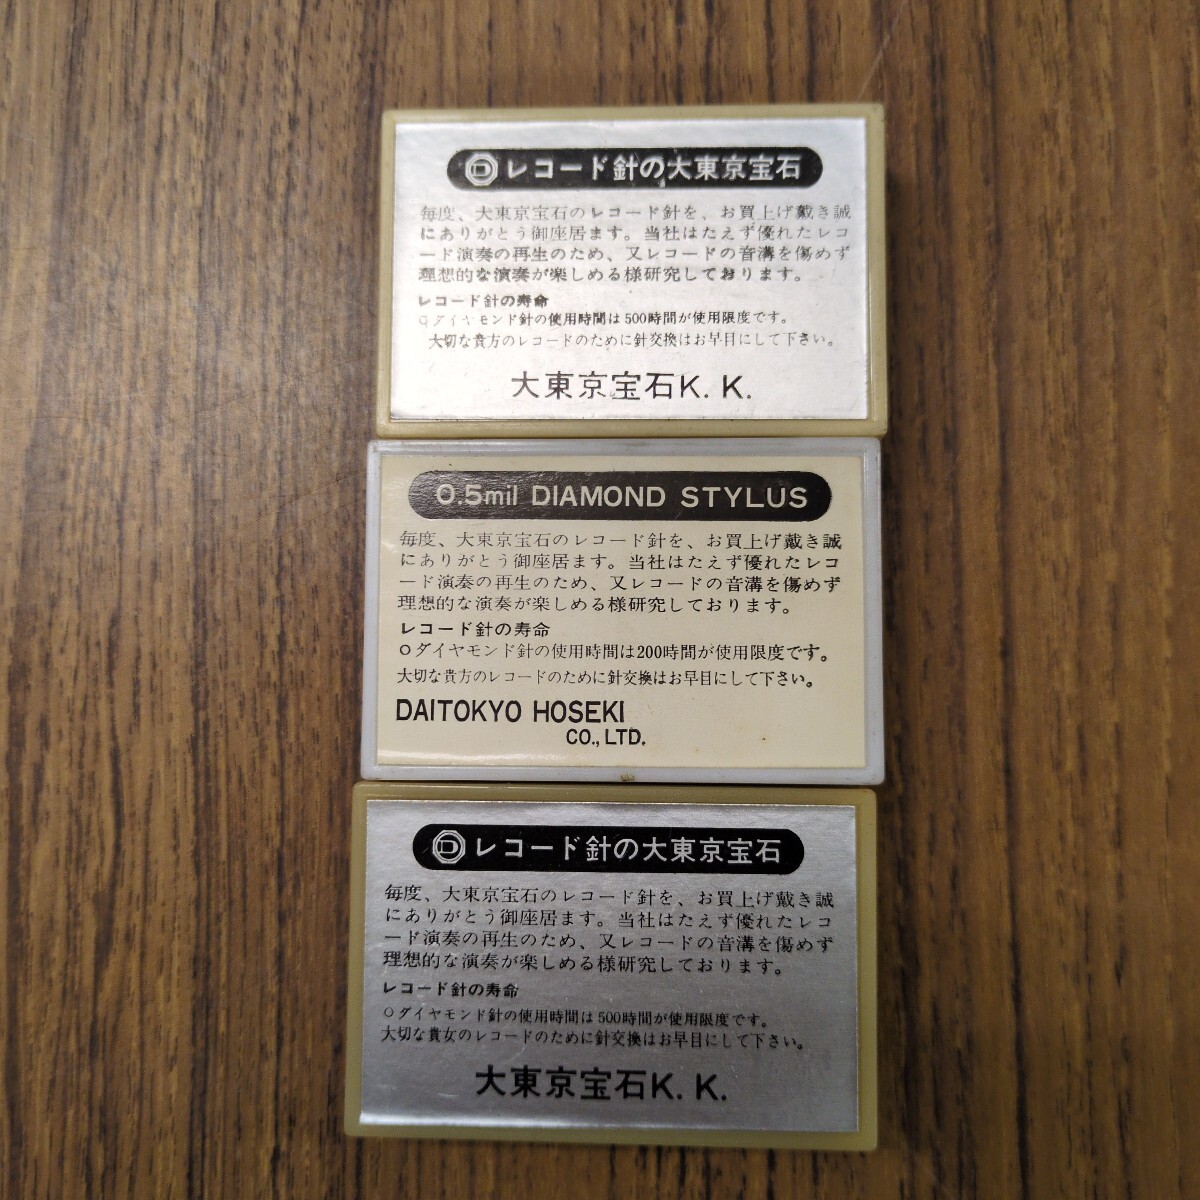 D レコード針の大東京宝石
毎度、大東京宝石のレコード針を、お買上げ戴き誠
にありがとう御座居ます。当社はたえず優れたレコ
ード演奏の再生のため、又レコードの音溝を傷めず
理想的な演奏が楽しめる様研究しております。
レコード針の寿命
○ダイヤモンド針の使用時間は500時間が使用限度です。
大切な貴方のレコードのために針交換はお早目にして下さい。
大東京宝石K.K.
0.5mil DIAMOND STYLUS
毎度、大東京宝石のレコード針を、お買上げ戴き誠
にありがとう御座居ます。当社はたえず優れたレコ
ード演奏の再生のため、又レコードの音溝を傷めず
理想的な演奏が楽しめる様研究しております。
レコード針の寿命
○ダイヤモンド針の使用時間は200時間が使用限度です。
大切な貴方のレコードのために針交換はお早目にして下さい。
DAITOKYO HOSEKI
CO., LTD.
D レコード針の大東京宝石
毎度、大東京宝石のレコード針を、お買上げ戴き誠
にありがとう御座居ます。当社はたえず優れたレコ
ード演奏の再生のため、又レコードの音溝を傷めず
理想的な演奏が楽しめる様研究しております。
レコード針の寿命
○ダイヤモンド針の使用時間は500時間が使用限度です。
大切な貴女のレコードのために針交換はお早目にして下さい。
大東京宝石K.K.